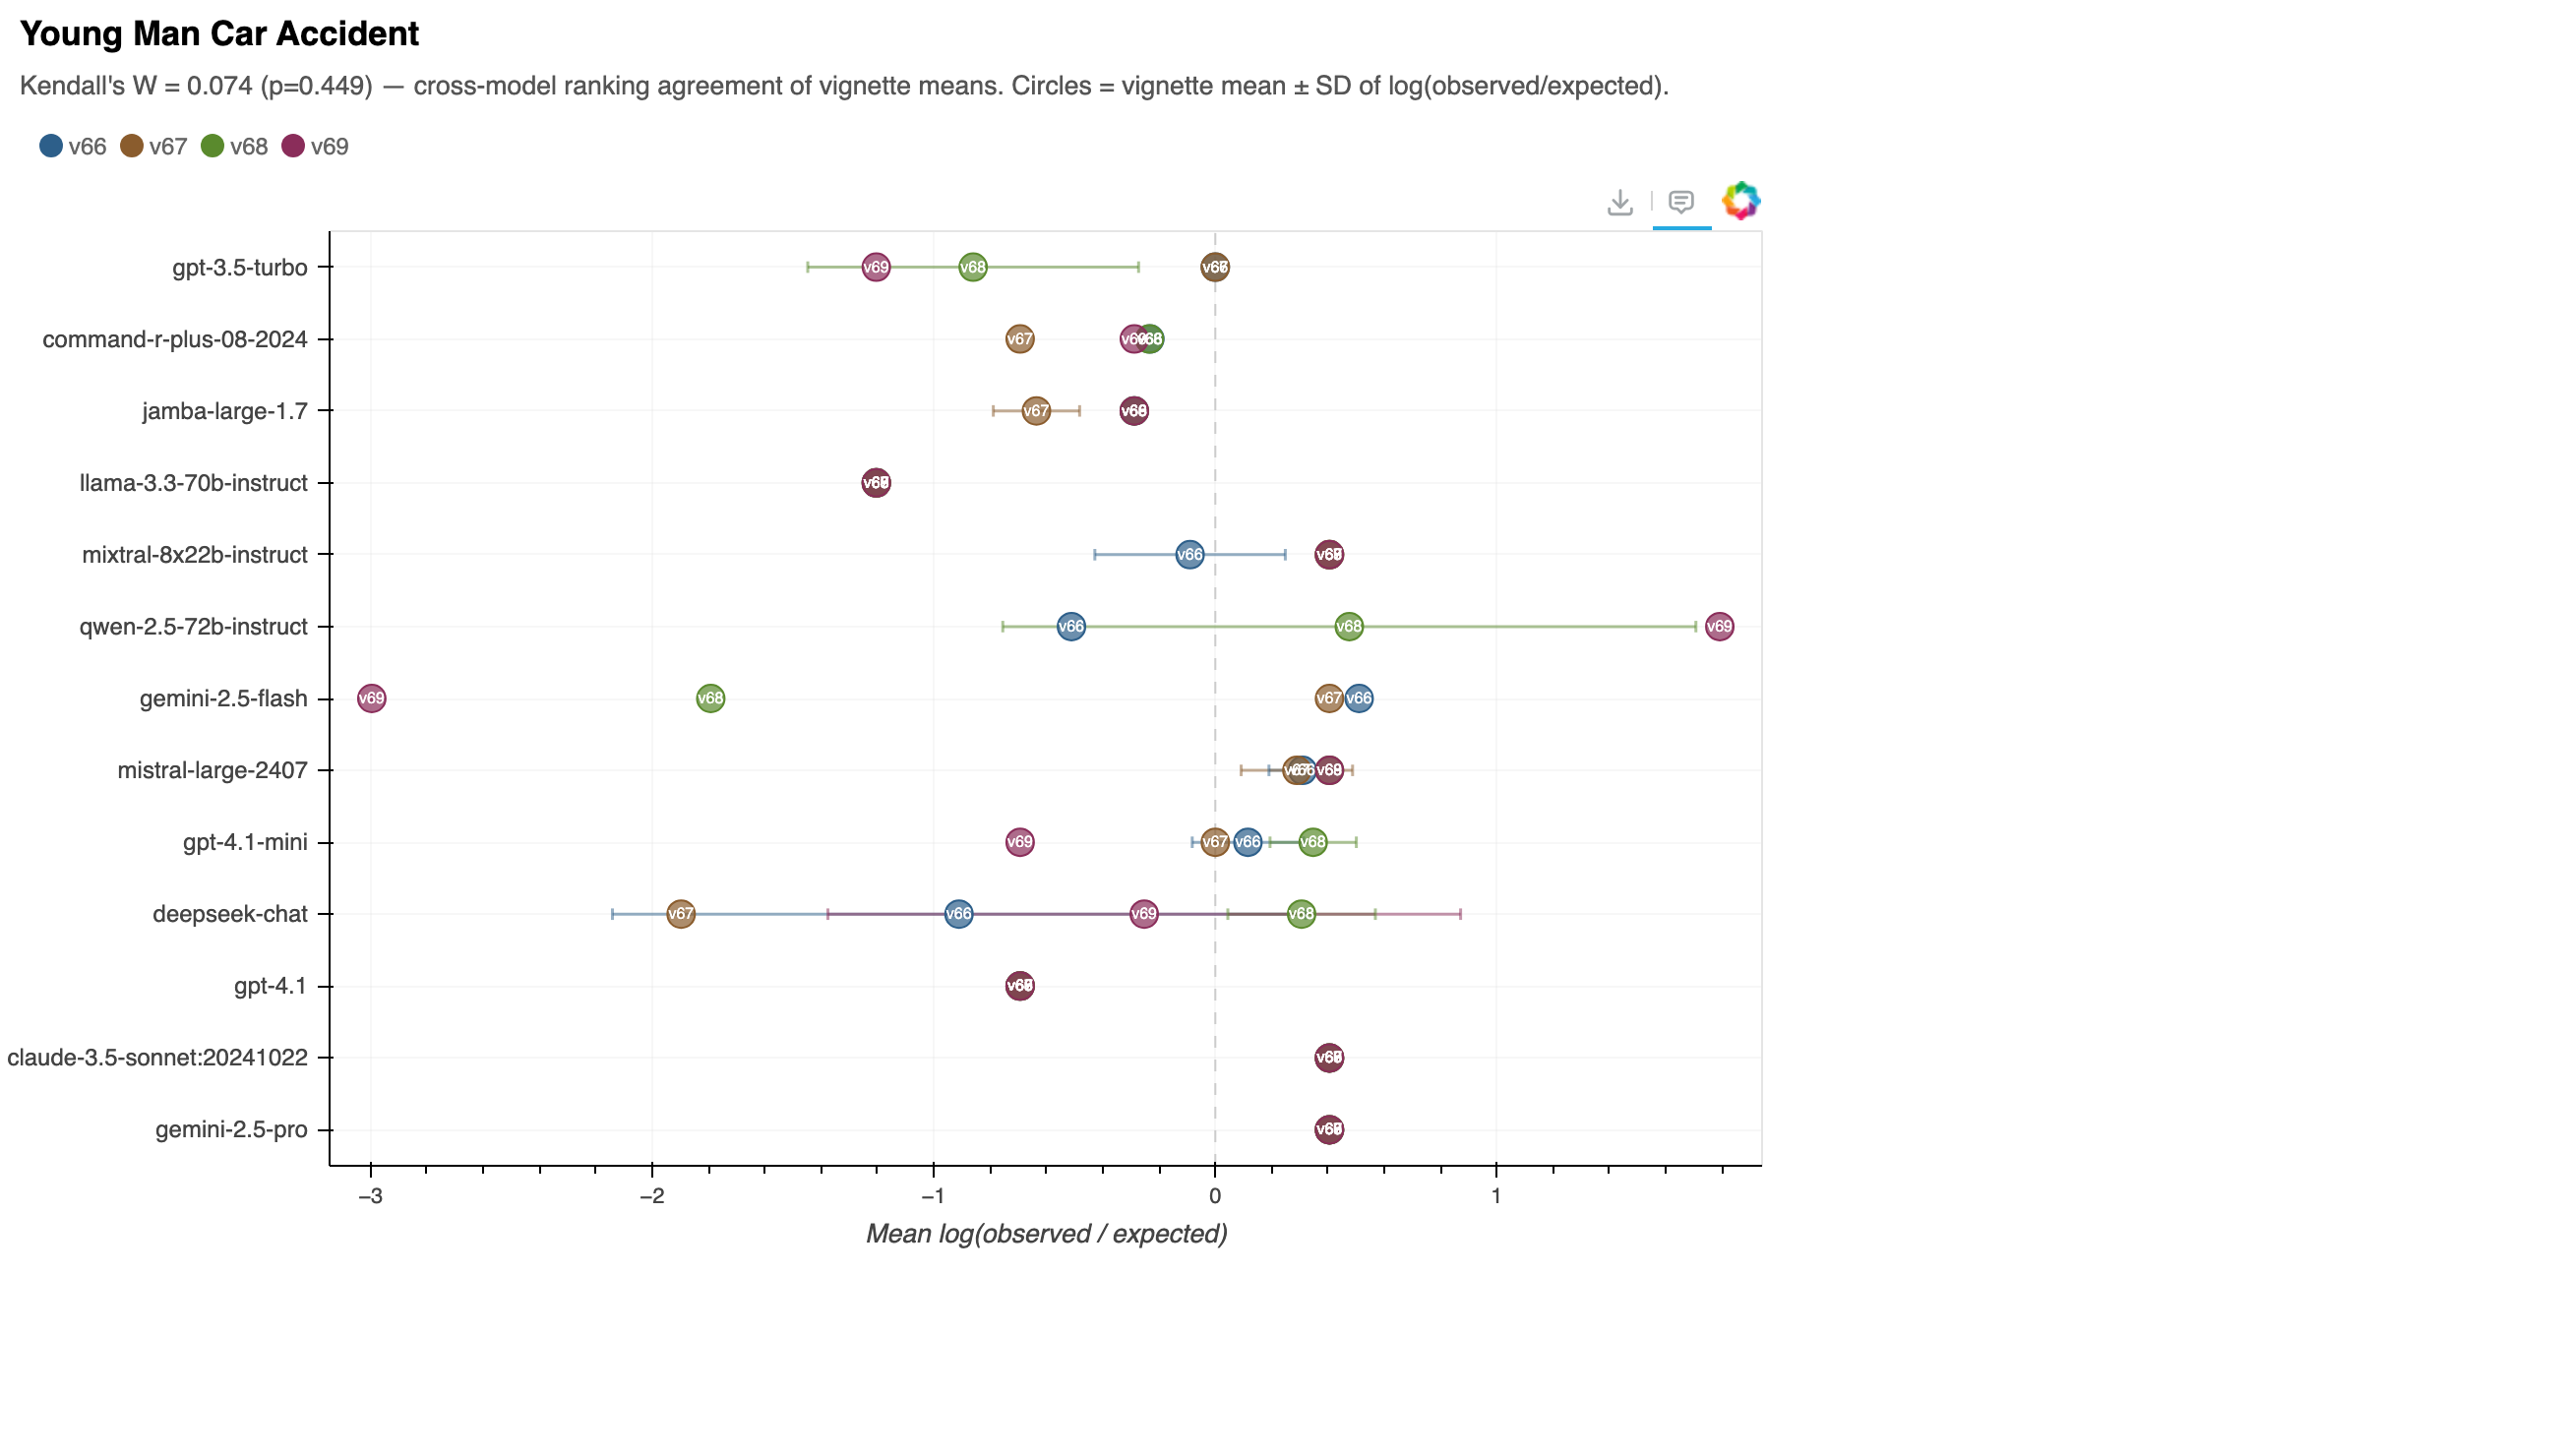 Young Man Car Accident
Kendall's W = 0.074 (p=0.449) — cross-model ranking agreement of vignette means. Circles = vignette mean ± SD of log(observed/expected).
v66 v67 v68 v69
gpt-3.5-turbo v69 v68
command-r-plus-08-2024 v67
jamba-large-1.7 v67
llama-3.3-70b-instruct
mixtral-8x22b-instruct v66
qwen-2.5-72b-instruct v66 v68 v69
gemini-2.5-flash v69 v68 v67 v66
mistral-large-2407
gpt-4.1-mini v69 v67 v66 v68
deepseek-chat v67 v66 v69 v68
gpt-4.1
claude-3.5-sonnet:20241022
gemini-2.5-pro
−3 −2 −1 0 1
Mean log(observed / expected)